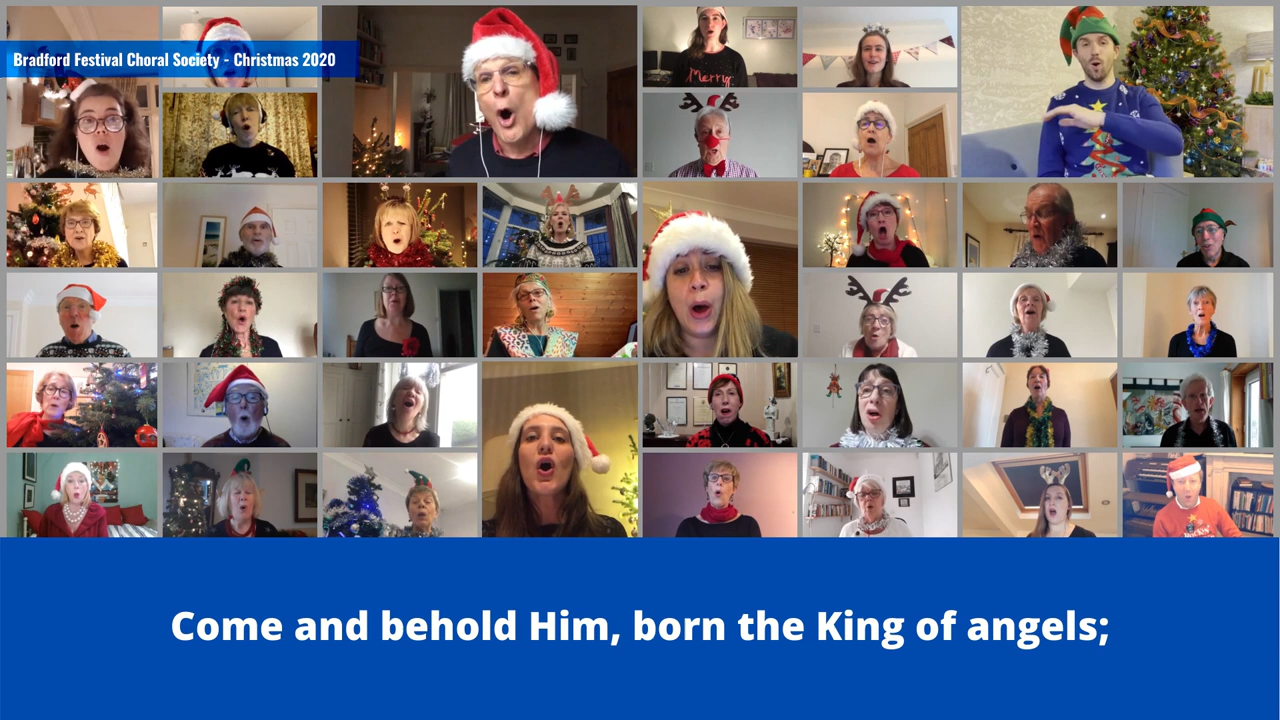 Bradford Festival Choral Society - Christmas 2020
Merry
Come and behold Him, born the King of angels;